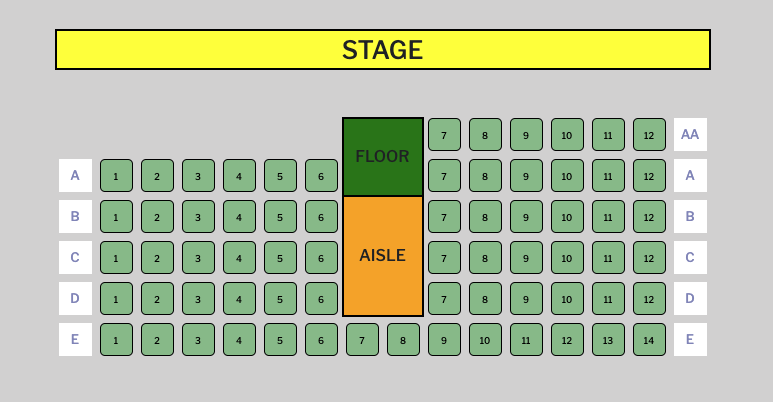 STAGE
7 8 9 10 11 12 AA
FLOOR
A 1 2 3 4 5 6 7 8 9 10 11 12 A
B 1 2 3 4 5 6 7 8 9 10 11 12 B
AISLE
C 1 2 3 4 5 6 7 8 9 10 11 12 C
D 1 2 3 4 5 6 7 8 9 10 11 12 D
E 1 2 3 4 5 6 7 8 9 10 11 12 13 14 E